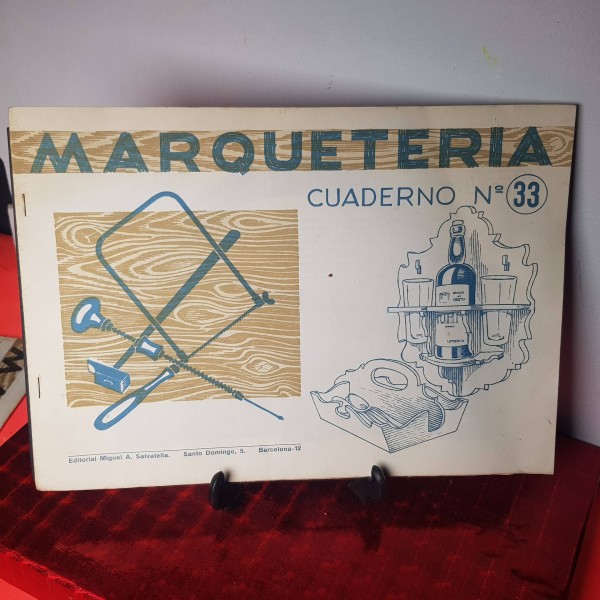 MARQUETERIA
CUADERNO Nº 33
Editorial Miguel A. Salvatella. Santo Domingo, 5. Barcelona-12